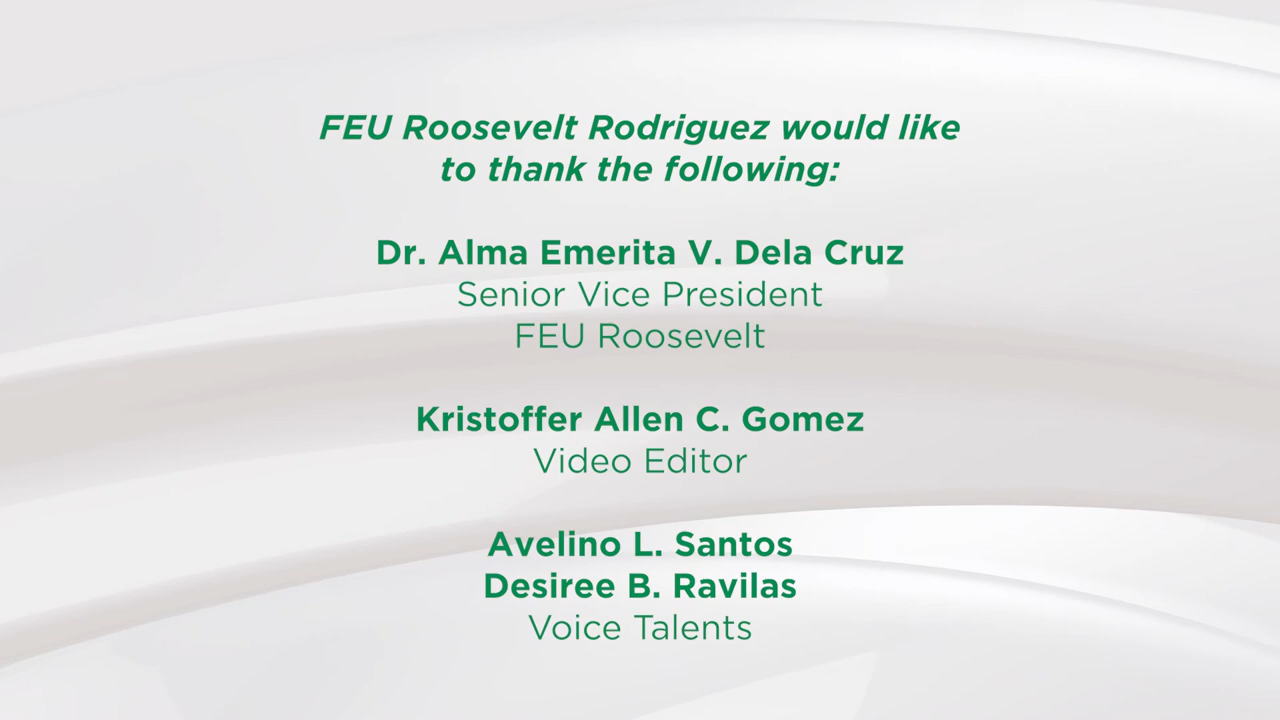 FEU Roosevelt Rodriguez would like
to thank the following:
Dr. Alma Emerita V. Dela Cruz
Senior Vice President
FEU Roosevelt
Kristoffer Allen C. Gomez
Video Editor
Avelino L. Santos
Desiree B. Ravilas
Voice Talents